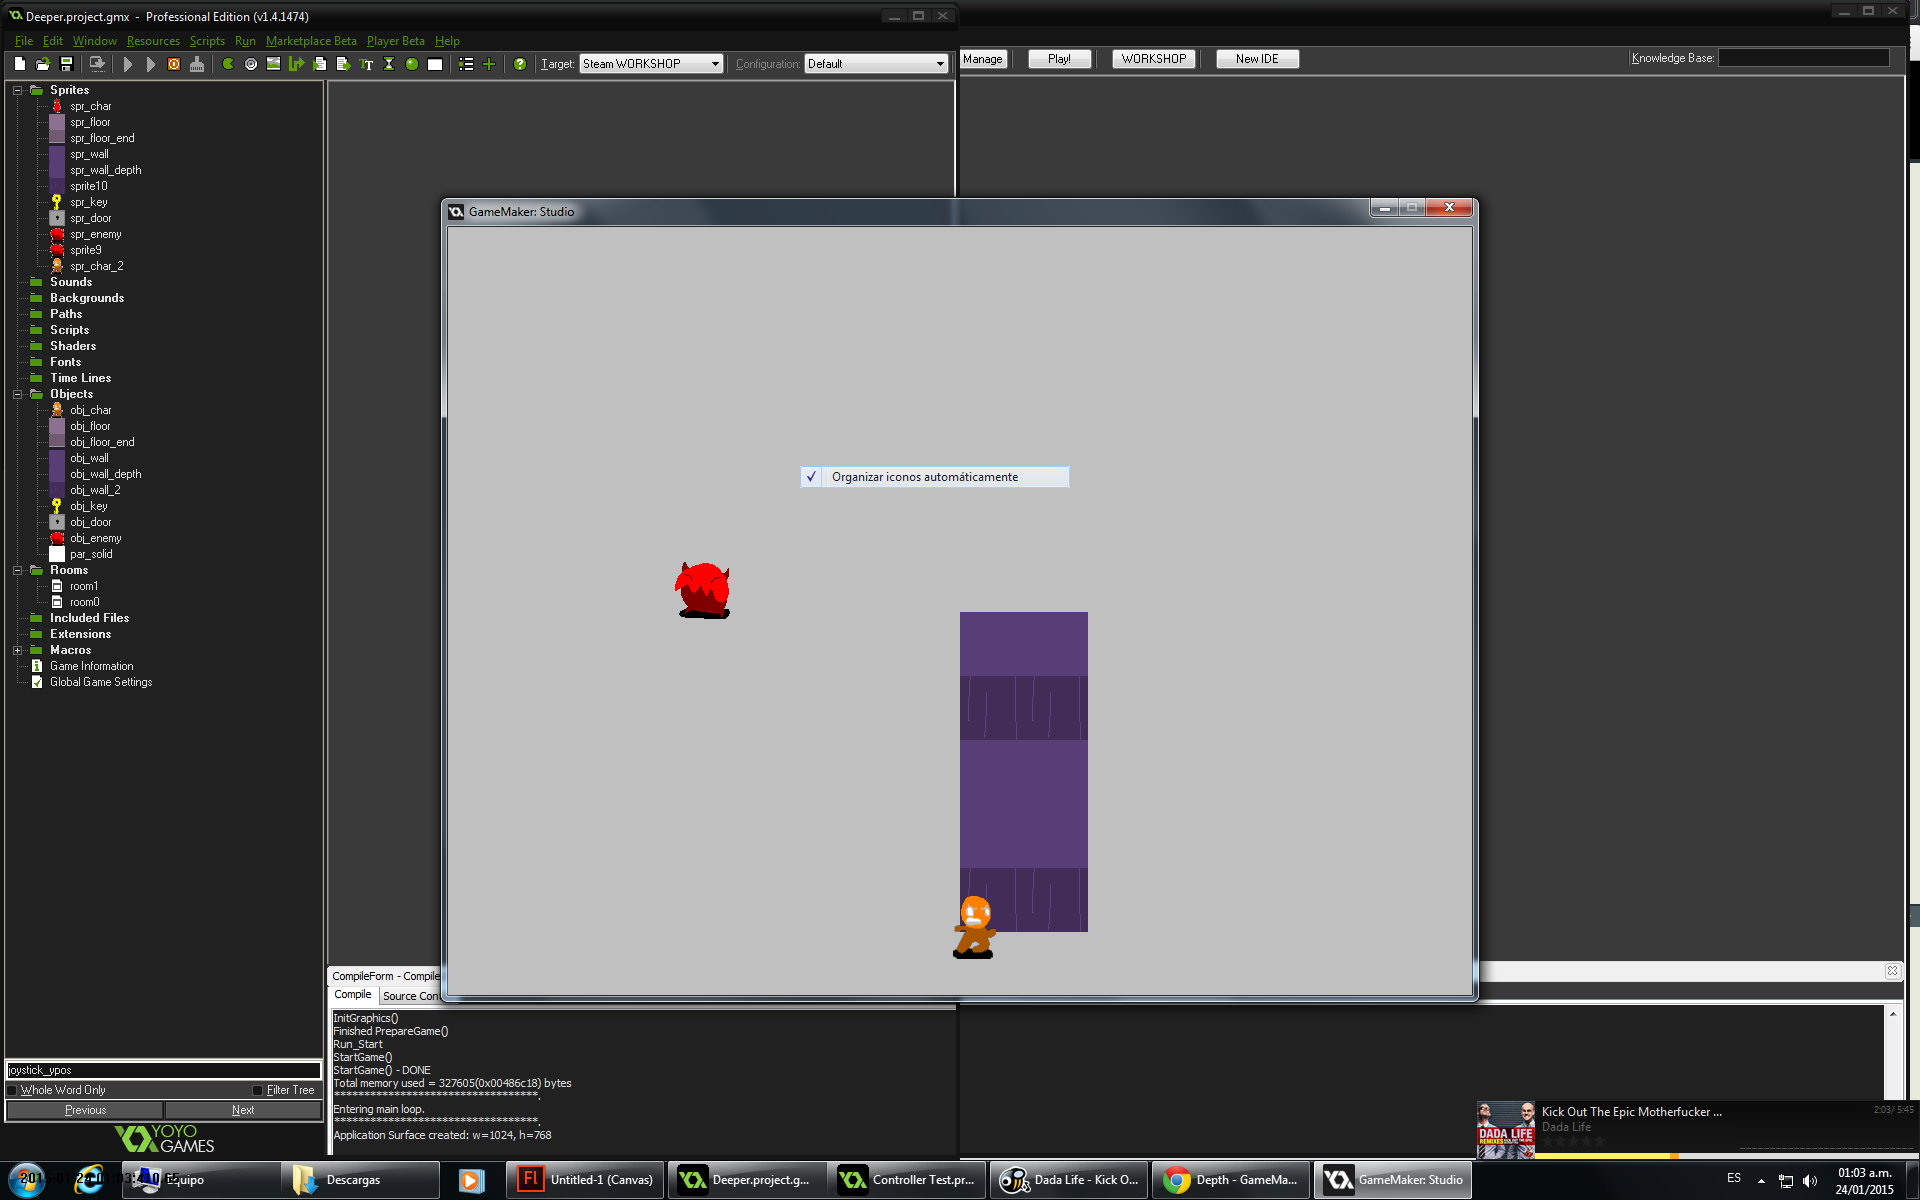 Deeper.project.gmx - Professional Edition (v1.4.1474)
File Edit Window Resources Scripts Run Marketplace Beta Player Beta Help
Target: Steam WORKSHOP Configuration: Default Manage Play! WORKSHOP New IDE Knowledge Base:
Sprites
spr_char
spr_floor
spr_floor_end
spr_wall
spr_wall_depth
sprite10
spr_key
spr_door
spr_enemy
sprite9
spr_char_2
Sounds
Backgrounds
Paths
Scripts
Shaders
Fonts
Time Lines
Objects
obj_char
obj_floor
obj_floor_end
obj_wall
obj_wall_depth
obj_wall_2
obj_key
obj_door
obj_enemy
par_solid
Rooms
room1
room0
Included Files
Extensions
Macros
Game Information
Global Game Settings
joystick_ypos
Whole Word Only Filter Tree
Previous Next
YOYO
GAMES
GameMaker: Studio
Organizar iconos automáticamente
CompileForm - Compile
Compile Source Con
InitGraphics()
Finished PrepareGame()
Run_Start
StartGame()
StartGame() - DONE
Total memory used = 327605(0x00486c18) bytes
***********************************.
Entering main loop.
***********************************.
Application Surface created: w=1024, h=768
Kick Out The Epic Motherfucker ... 2:03/ 5:45
Dada Life
DADA LIFE
Equipo Descargas Untitled-1 (Canvas) Deeper.project.g... Controller Test.pr... Dada Life - Kick O... Depth - GameMa... GameMaker: Studio ES
01:03 a.m.
24/01/2015